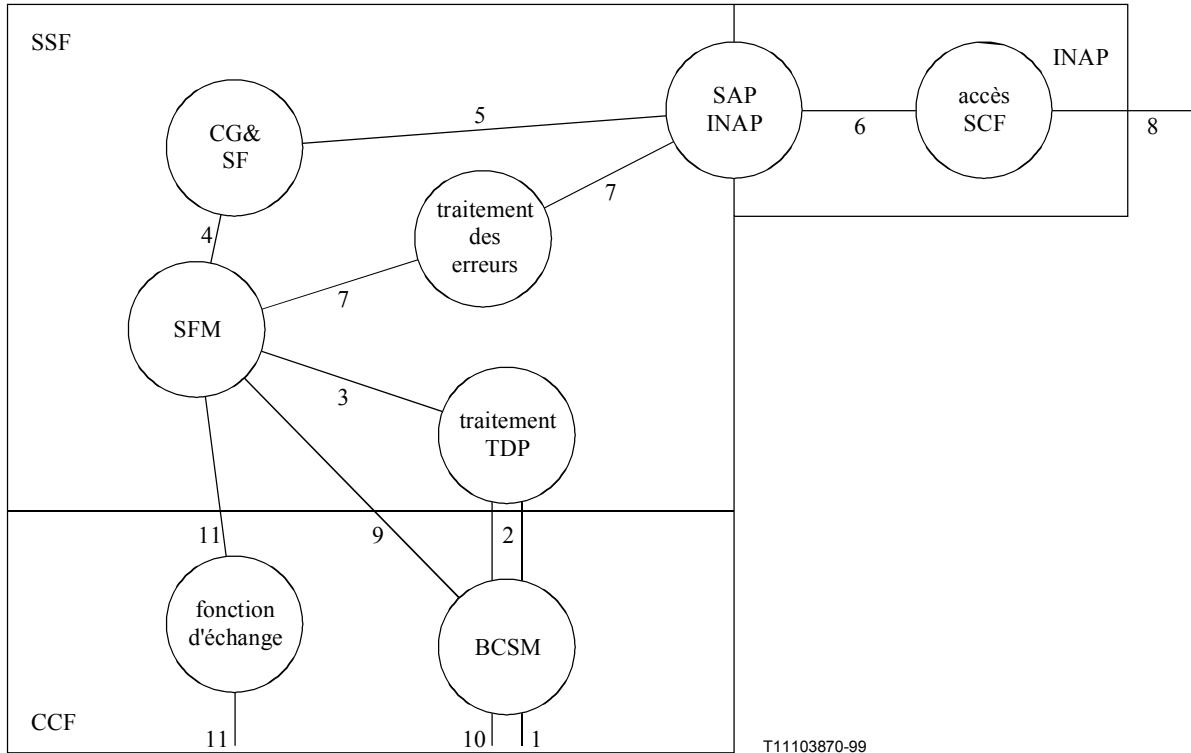 SSF
INAP
SAP
INAP
accès
SCF
5
6
8
CG&
SF
7
traitement
des
erreurs
4
7
SFM
3
traitement
TDP
11
9
2
fonction
d'échange
BCSM
CCF
11
10
1
T11103870-99